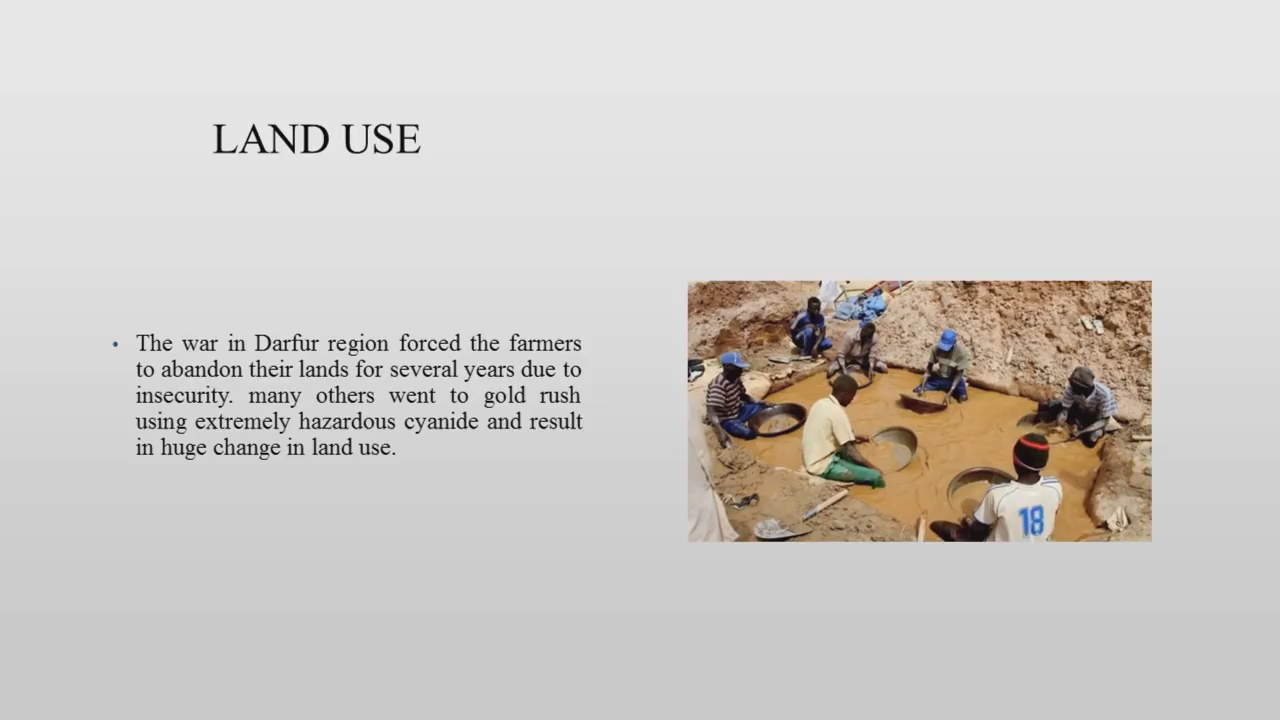 LAND USE
• The war in Darfur region forced the farmers
to abandon their lands for several years due to
insecurity. many others went to gold rush
using extremely hazardous cyanide and result
in huge change in land use.
18